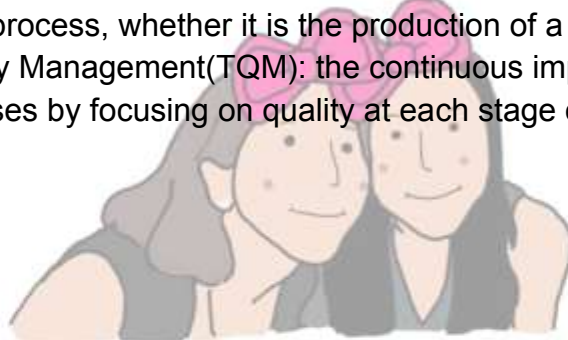 process, whether it is the production of a
y Management(TQM): the continuous imp
ses by focusing on quality at each stage